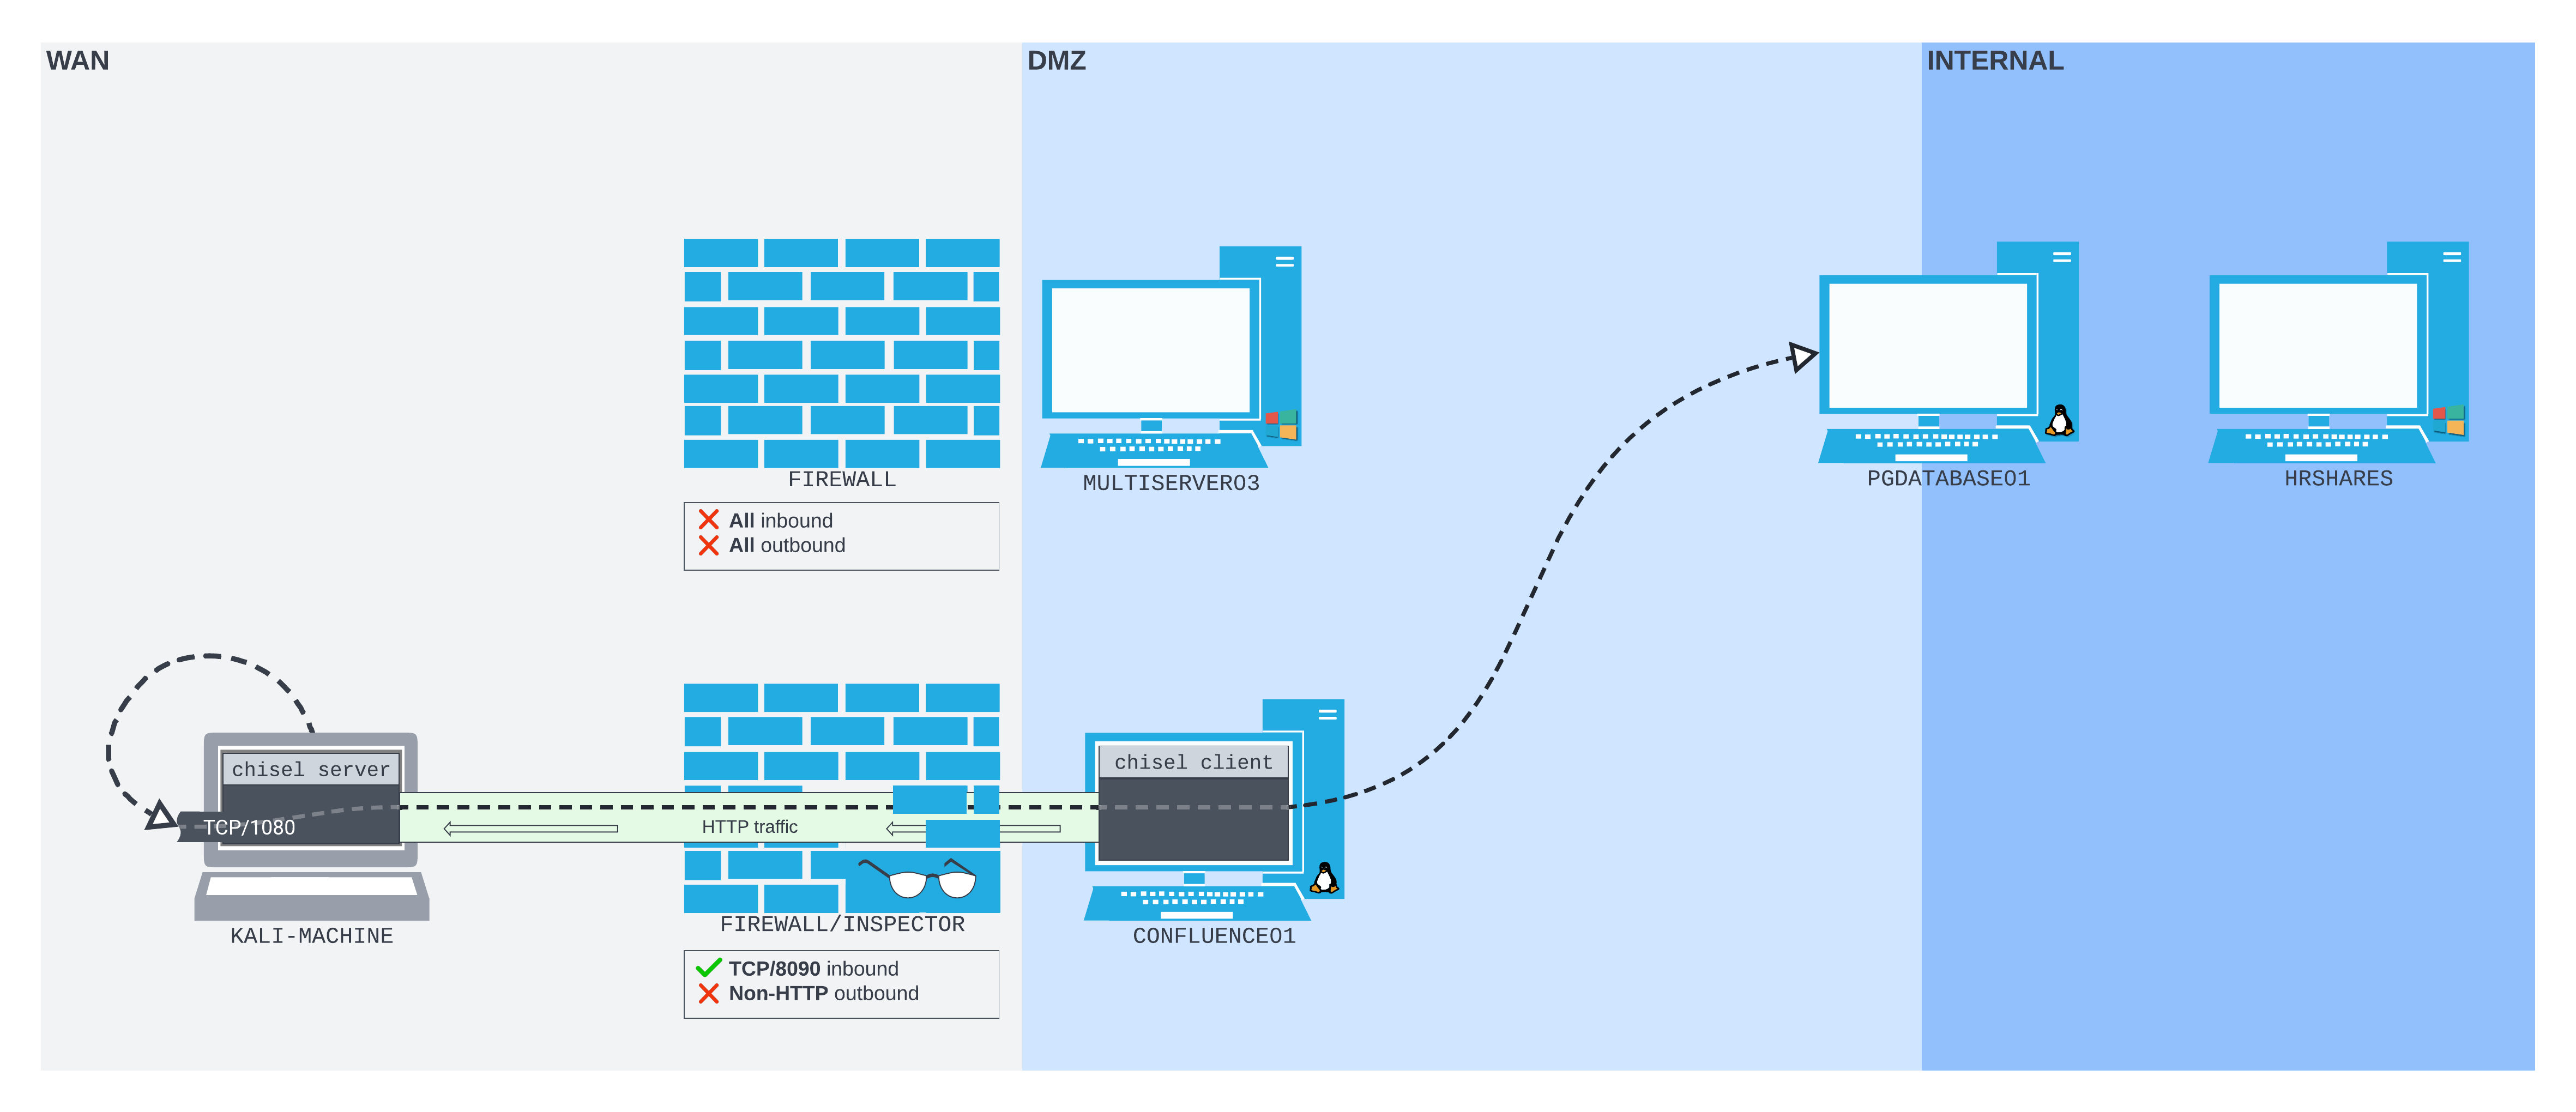 WAN
DMZ
INTERNAL
FIREWALL
All inbound
All outbound
MULTISERVER03
PGDATABASE01
HRSHARES
chisel server
TCP/1080
KALI-MACHINE
HTTP traffic
FIREWALL/INSPECTOR
TCP/8090 inbound
Non-HTTP outbound
chisel client
CONFLUENCE01